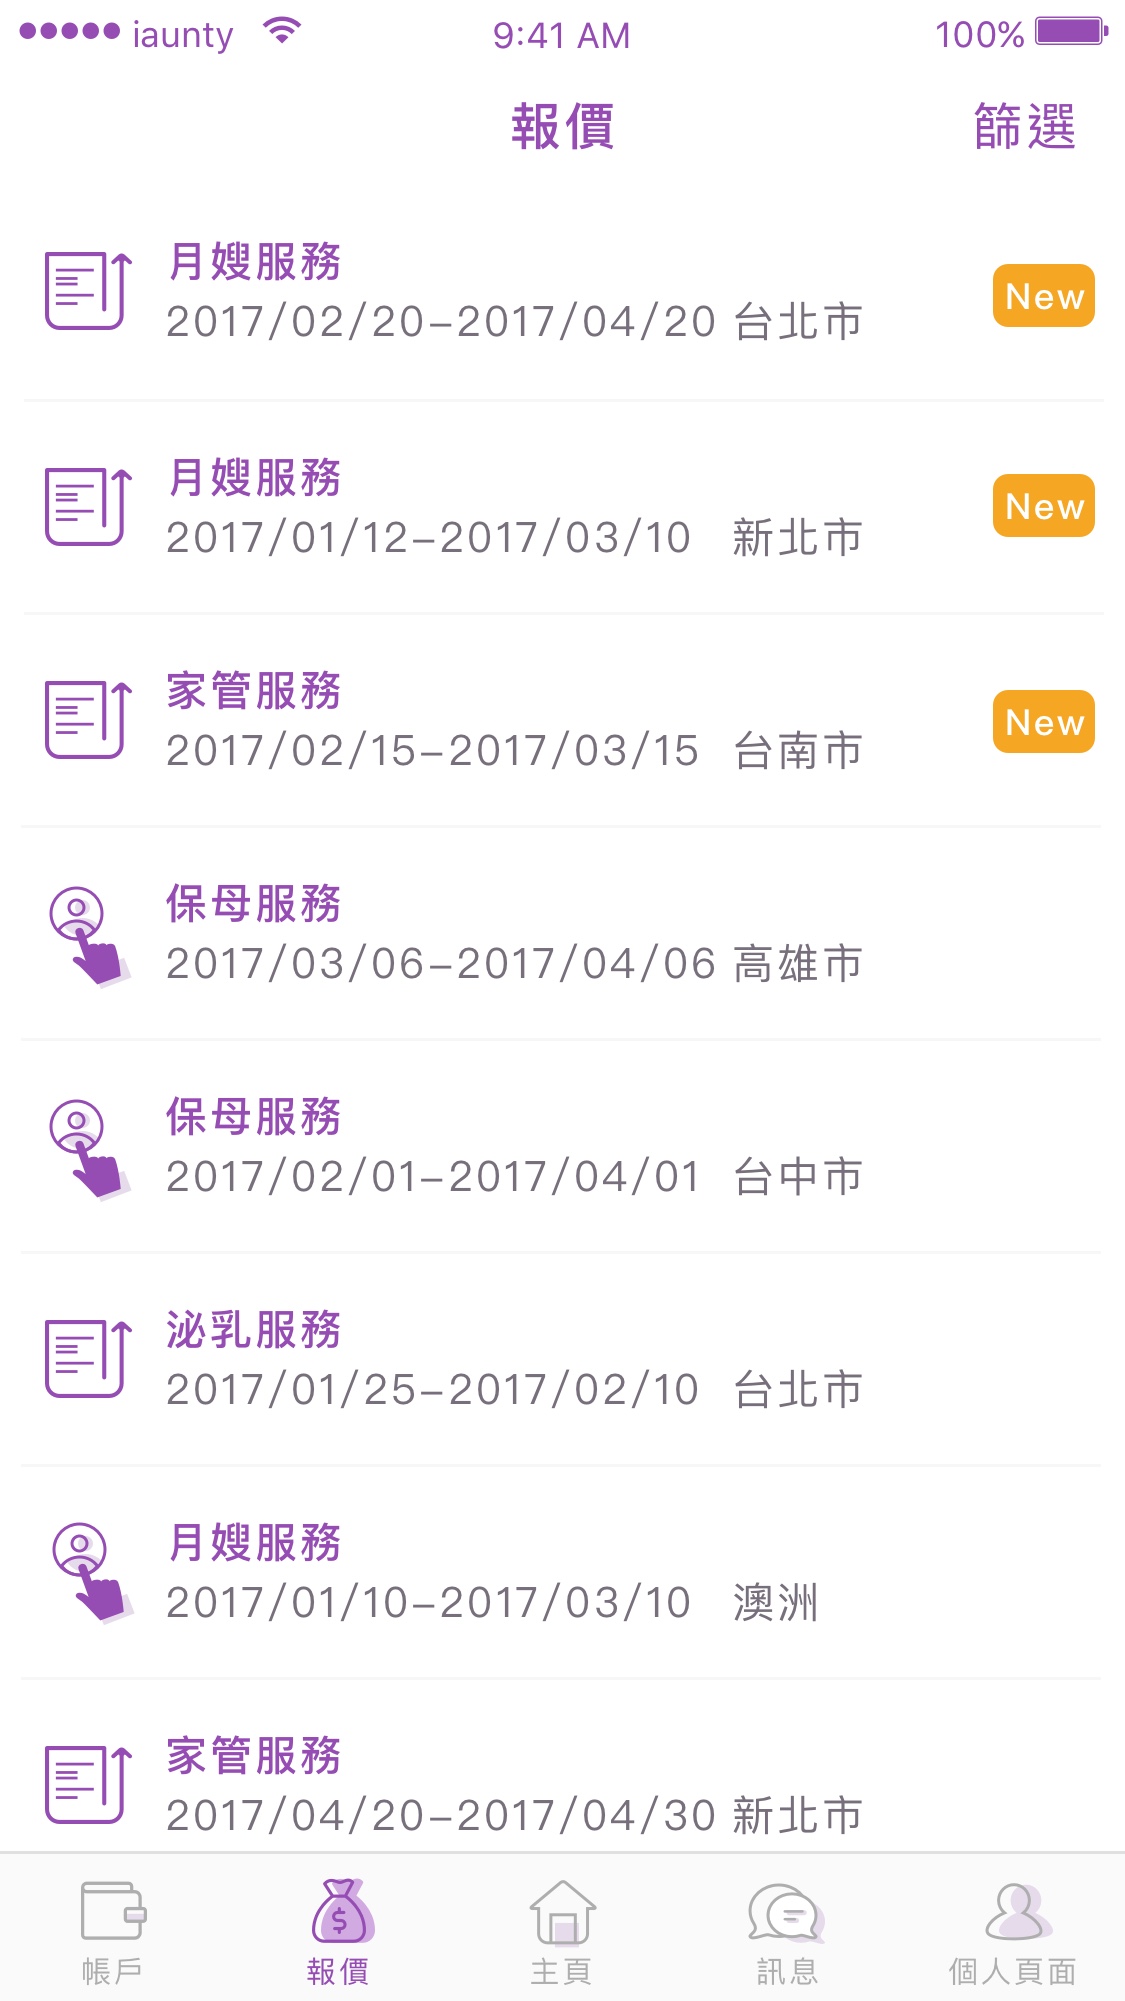 iaunty 9:41 AM 100%
報價 篩選
月嫂服務
2017/02/20-2017/04/20 台北市 New
月嫂服務
2017/01/12-2017/03/10 新北市 New
家管服務
2017/02/15-2017/03/15 台南市 New
保母服務
2017/03/06-2017/04/06 高雄市
保母服務
2017/02/01-2017/04/01 台中市
泌乳服務
2017/01/25-2017/02/10 台北市
月嫂服務
2017/01/10-2017/03/10 澳洲
家管服務
2017/04/20-2017/04/30 新北市
帳戶 報價 主頁 訊息 個人頁面